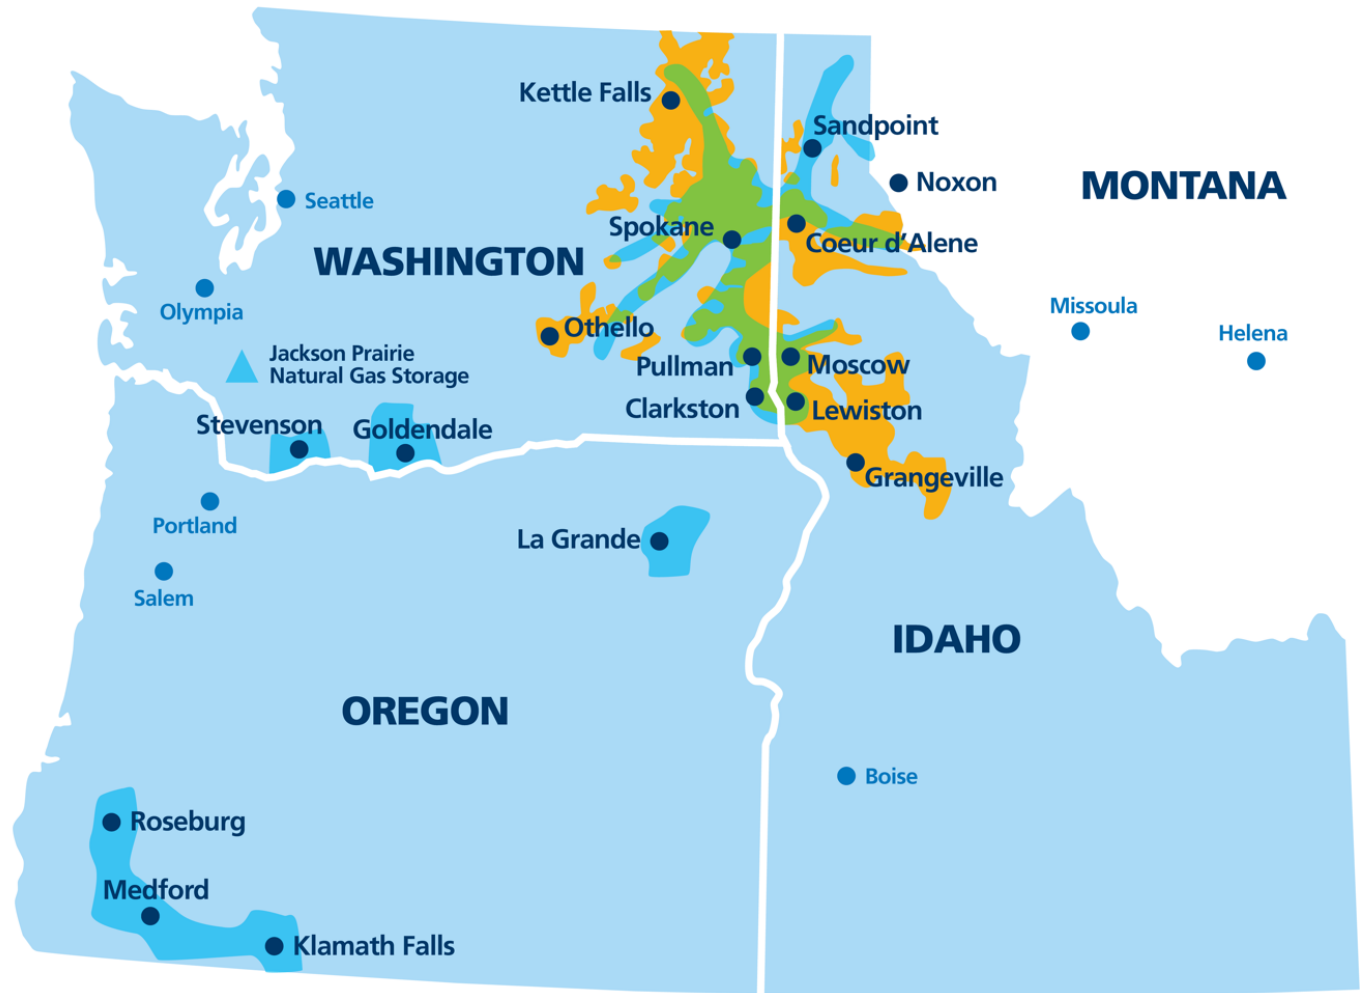 Kettle Falls
Sandpoint
Noxon
MONTANA
Seattle
Spokane
Coeur d’Alene
WASHINGTON
Olympia
Othello
Missoula
Helena
Jackson Prairie
Natural Gas Storage
Pullman
Moscow
Clarkston
Lewiston
Stevenson
Goldendale
Grangeville
Portland
La Grande
Salem
IDAHO
OREGON
Boise
Roseburg
Medford
Klamath Falls